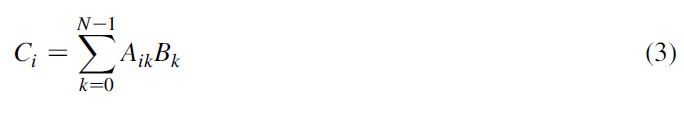 $C_i = \sum_{k=0}^{N-1} A_{ik} B_k$ (3)